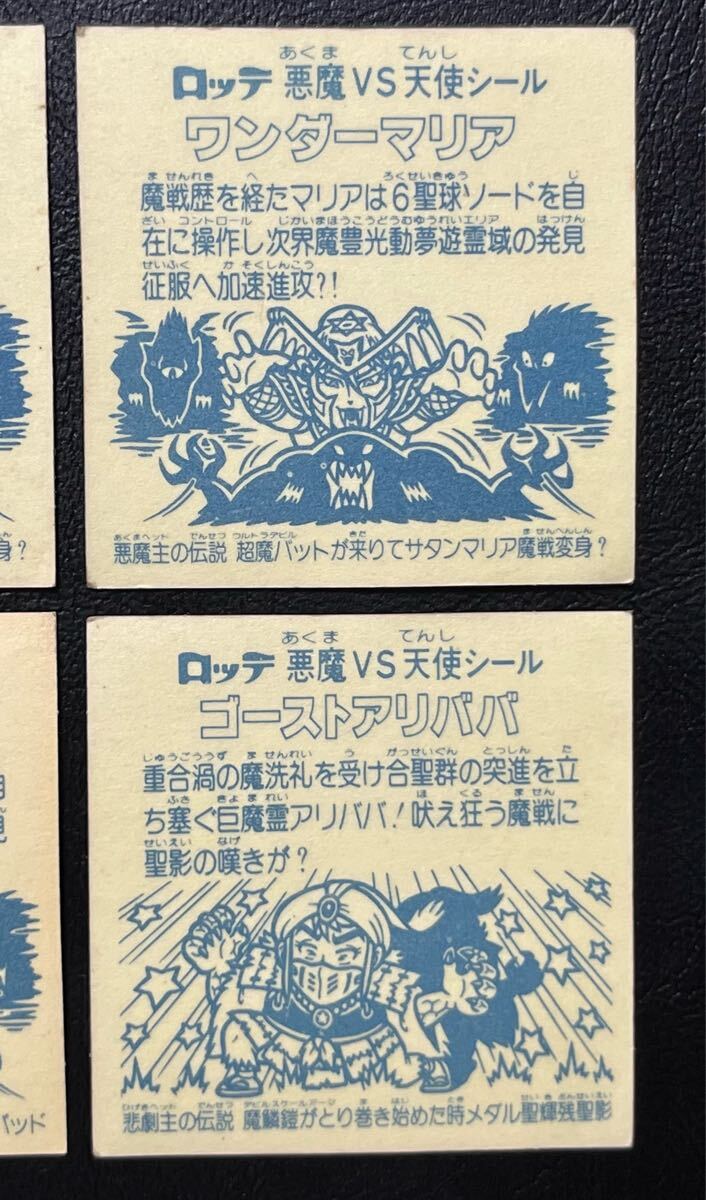 あくま てんし
ロッテ 悪魔VS天使シール
ワンダーマリア
ませんれき へ ろくせいきゅう じ
魔戦歴を経たマリアは6聖球ソードを自
ざい コントロール じかいまほうこうどうむゆうれいエリア はっけん
在に操作し次界魔豊光動夢遊霊域の発見
せいふく かそくしんこう
征服へ加速進攻?!
あくまヘッド でんせつ ウルトラデビル きた ませんへんしん
悪魔主の伝説 超魔バットが来りてサタンマリア魔戦変身?
身?
あくま てんし
ロッテ 悪魔VS天使シール
ゴーストアリババ
じゅうごううず ませんれい う がっせいぐん とっしん た
重合渦の魔洗礼を受け合聖群の突進を立
ふさ きょまれい ほ くる ません
ち塞ぐ巨魔霊アリババ!吠え狂う魔戦に
せいえい なげ
聖影の嘆きが?
ひげきヘッド でんせつ デビルスケールアーマー ま はじ とき せいきざんせいえい
悲劇主の伝説 魔鱗鎧がとり巻き始めた時メダル聖輝残聖影
バッド